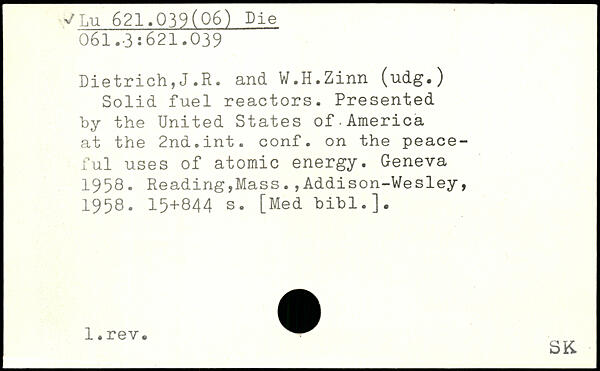 ✓ Lu 621.039(06) Die
061.3:621.039
Dietrich,J.R. and W.H.Zinn (udg.)
Solid fuel reactors. Presented
by the United States of America
at the 2nd.int. conf. on the peace-
ful uses of atomic energy. Geneva
1958. Reading,Mass.,Addison-Wesley,
1958. 15+844 s. [Med bibl.].
1.rev.
SK